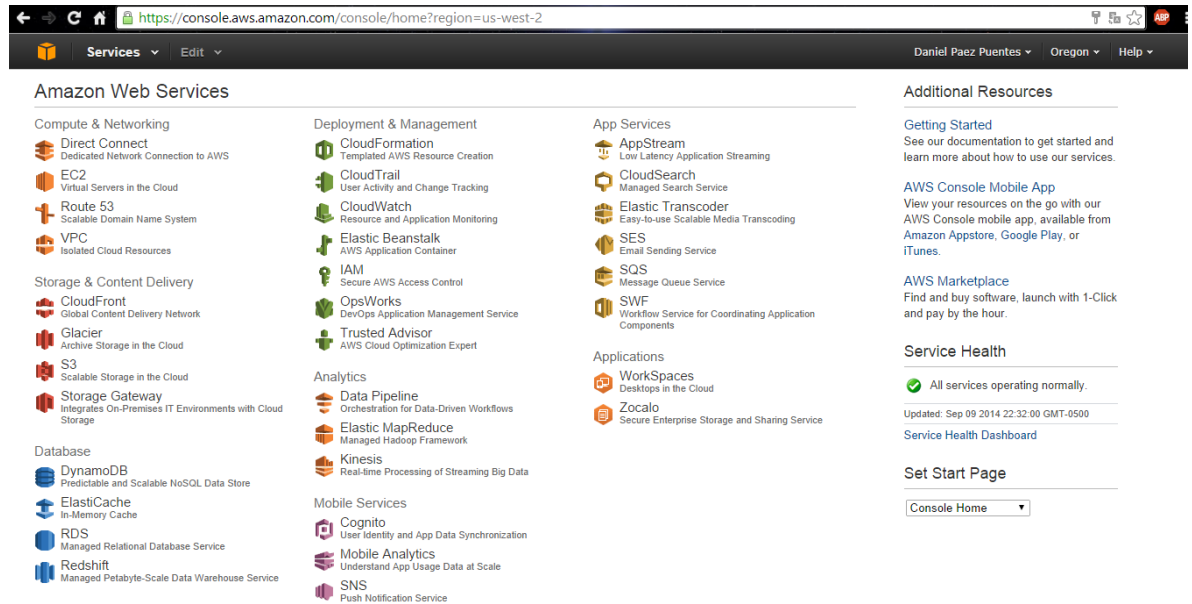 https://console.aws.amazon.com/console/home?region=us-west-2
ABP
Services Edit Daniel Paez Puentes Oregon Help
Amazon Web Services
Compute & Networking
Direct Connect
Dedicated Network Connection to AWS
EC2
Virtual Servers in the Cloud
Route 53
Scalable Domain Name System
VPC
Isolated Cloud Resources
Storage & Content Delivery
CloudFront
Global Content Delivery Network
Glacier
Archive Storage in the Cloud
S3
Scalable Storage in the Cloud
Storage Gateway
Integrates On-Premises IT Environments with Cloud
Storage
Database
DynamoDB
Predictable and Scalable NoSQL Data Store
ElastiCache
In-Memory Cache
RDS
Managed Relational Database Service
Redshift
Managed Petabyte-Scale Data Warehouse Service
Deployment & Management
CloudFormation
Templated AWS Resource Creation
CloudTrail
User Activity and Change Tracking
CloudWatch
Resource and Application Monitoring
Elastic Beanstalk
AWS Application Container
IAM
Secure AWS Access Control
OpsWorks
DevOps Application Management Service
Trusted Advisor
AWS Cloud Optimization Expert
Analytics
Data Pipeline
Orchestration for Data-Driven Workflows
Elastic MapReduce
Managed Hadoop Framework
Kinesis
Real-time Processing of Streaming Big Data
Mobile Services
Cognito
User Identity and App Data Synchronization
Mobile Analytics
Understand App Usage Data at Scale
SNS
Push Notification Service
App Services
AppStream
Low Latency Application Streaming
CloudSearch
Managed Search Service
Elastic Transcoder
Easy-to-use Scalable Media Transcoding
SES
Email Sending Service
SQS
Message Queue Service
SWF
Workflow Service for Coordinating Application
Components
Applications
WorkSpaces
Desktops in the Cloud
Zocalo
Secure Enterprise Storage and Sharing Service
Additional Resources
Getting Started
See our documentation to get started and
learn more about how to use our services.
AWS Console Mobile App
View your resources on the go with our
AWS Console mobile app, available from
Amazon Appstore, Google Play, or
iTunes.
AWS Marketplace
Find and buy software, launch with 1-Click
and pay by the hour.
Service Health
All services operating normally.
Updated: Sep 09 2014 22:32:00 GMT-0500
Service Health Dashboard
Set Start Page
Console Home